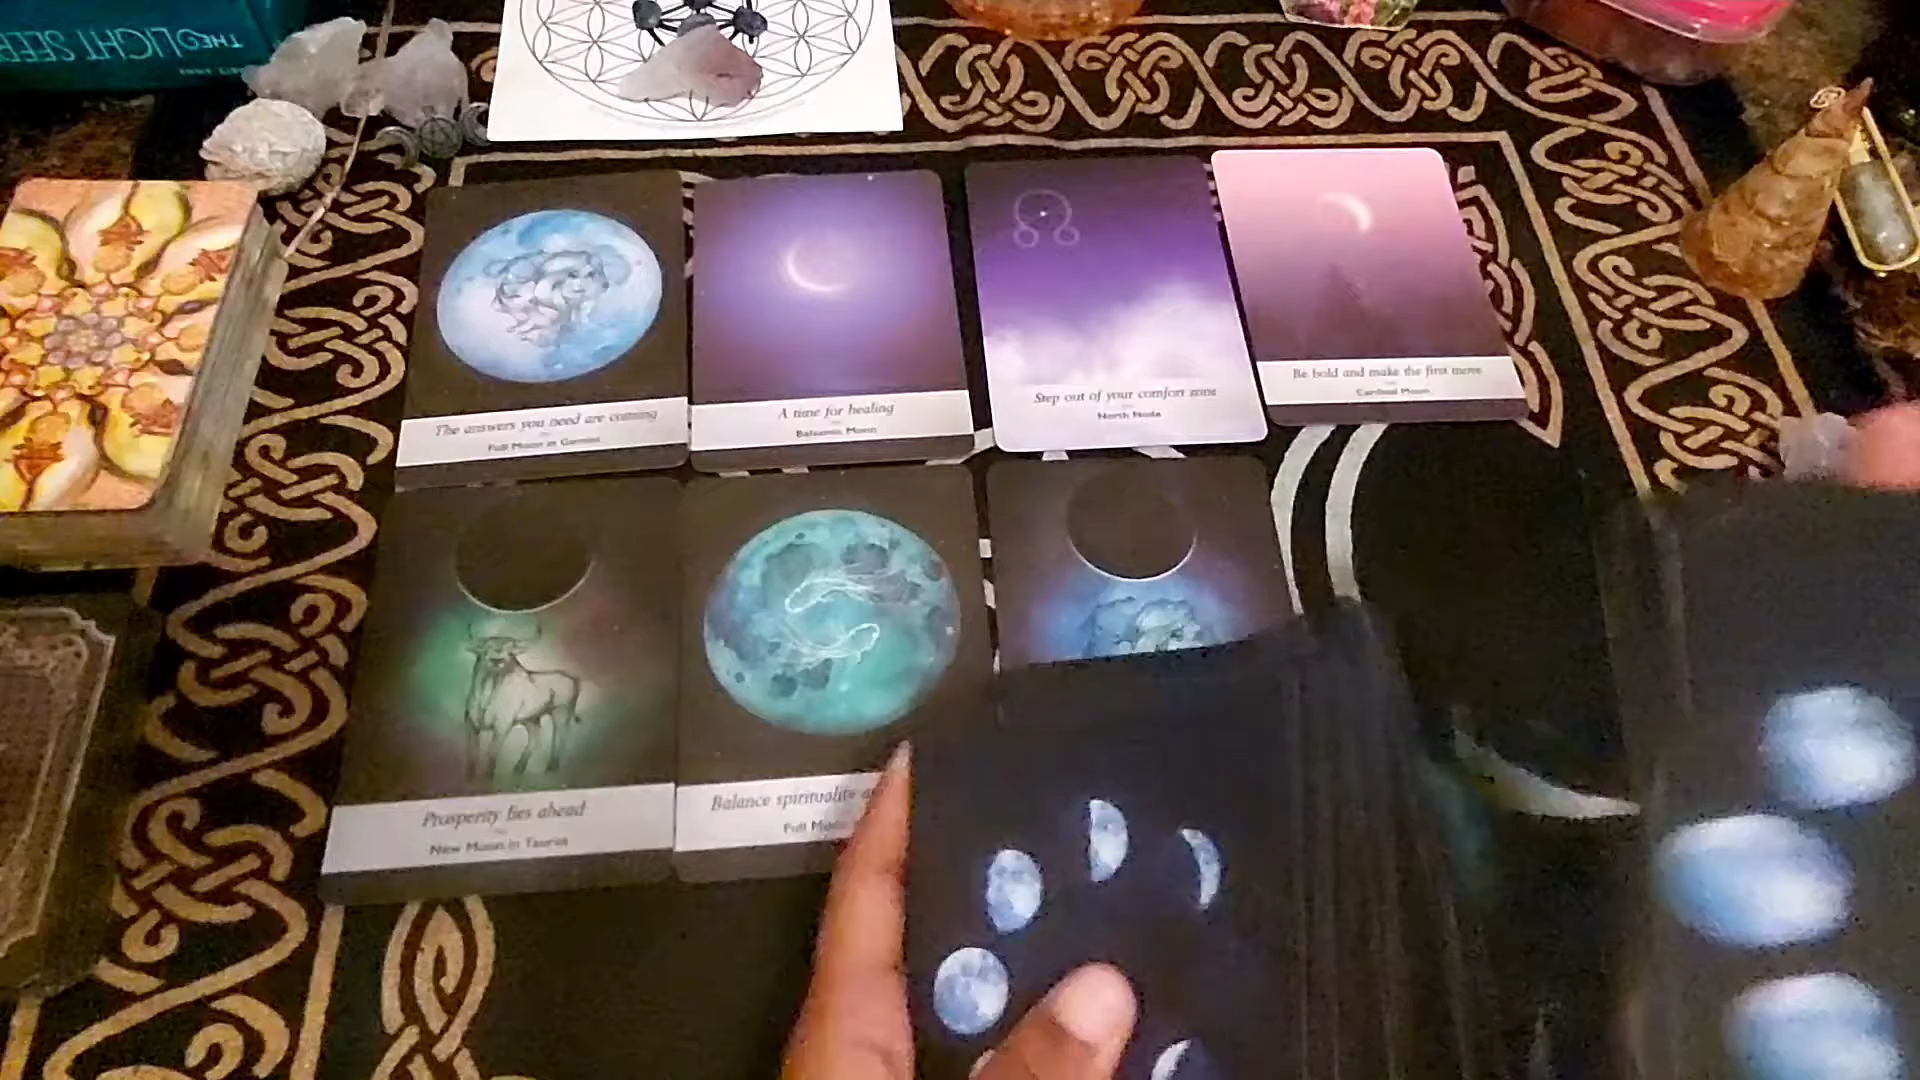 THE LIGHT SEER
The answers you need are coming
Full Moon in Gemini
A time for healing
Balsamic Moon
Step out of your comfort zone
North Node
Be bold and make the first move
Cardinal Moon
Prosperity lies ahead
New Moon in Taurus
Balance spirituality
Full Moon